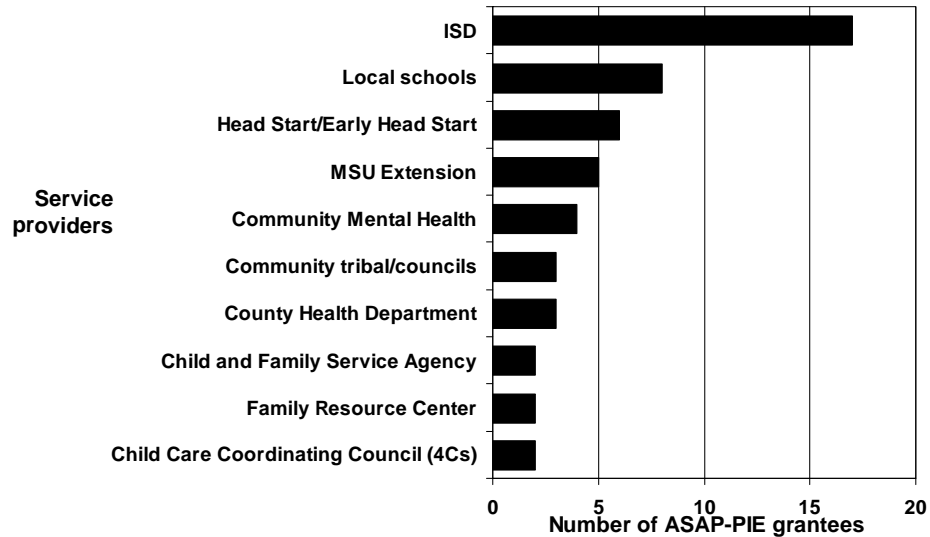 ISD
Local schools
Head Start/Early Head Start
MSU Extension
Service
providers
Community Mental Health
Community tribal/councils
County Health Department
Child and Family Service Agency
Family Resource Center
Child Care Coordinating Council (4Cs)
0 5 10 15 20
Number of ASAP-PIE grantees